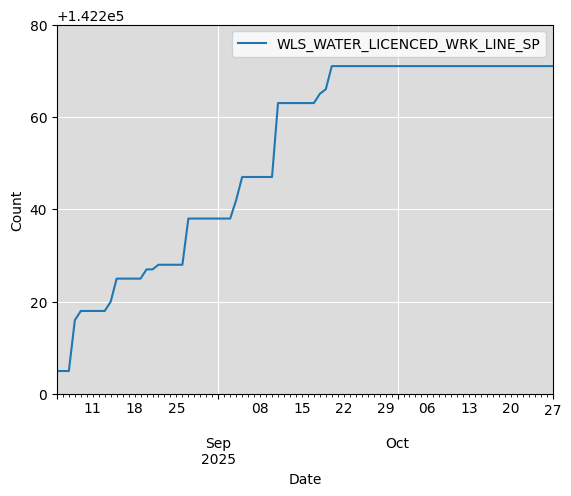 +1.422e5
WLS_WATER_LICENCED_WRK_LINE_SP
80
60
40
20
0
Count
11 18 25 08 15 22 29 06 13 20 27
Sep Oct
2025
Date